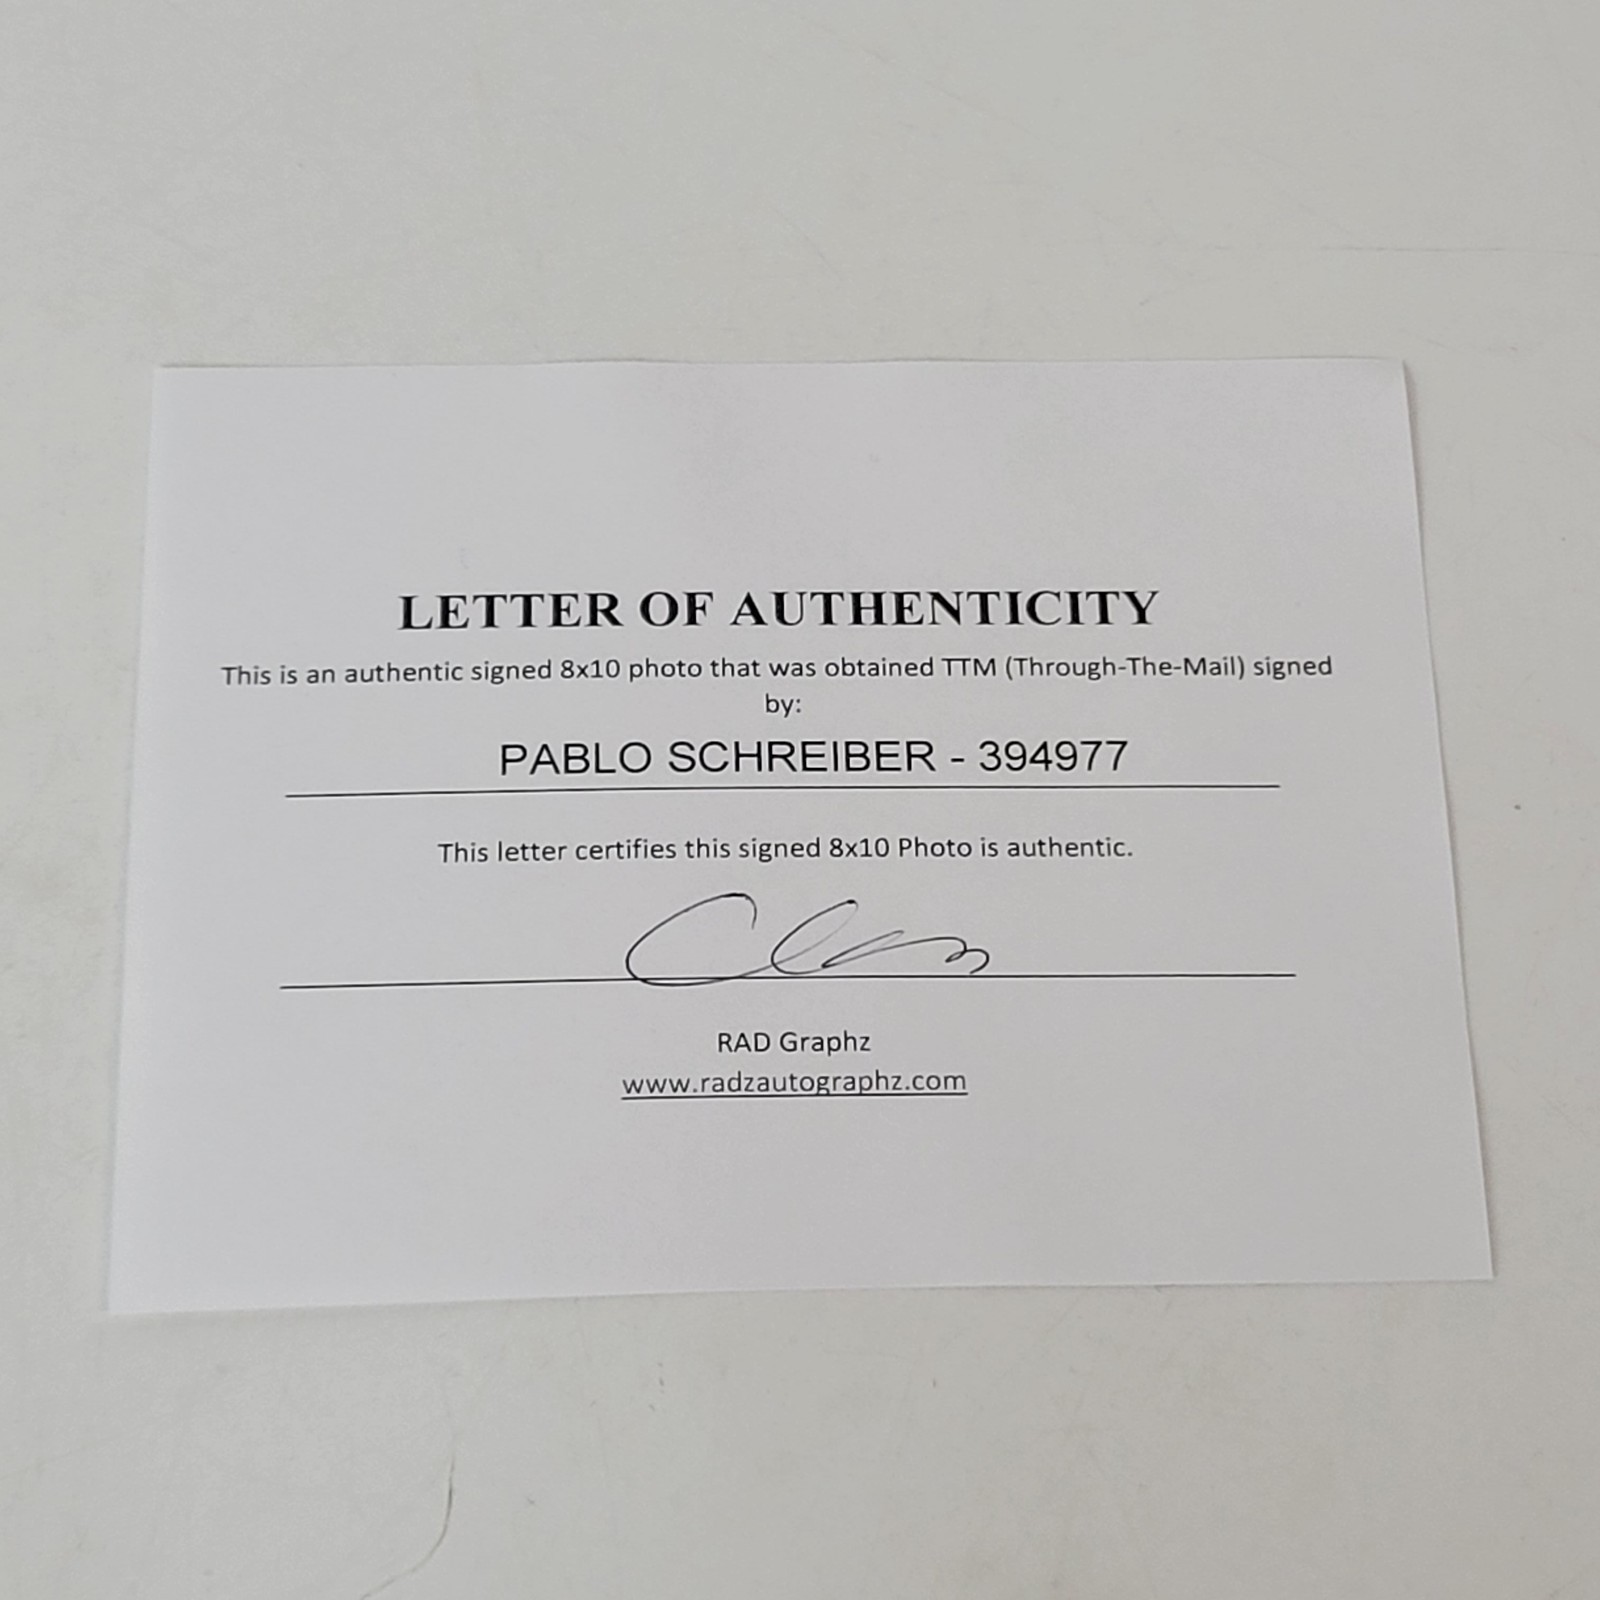 LETTER OF AUTHENTICITY
This is an authentic signed 8x10 photo that was obtained TTM (Through-The-Mail) signed
by:
PABLO SCHREIBER - 394977
This letter certifies this signed 8x10 Photo is authentic.
RAD Graphz
www.radzautographz.com